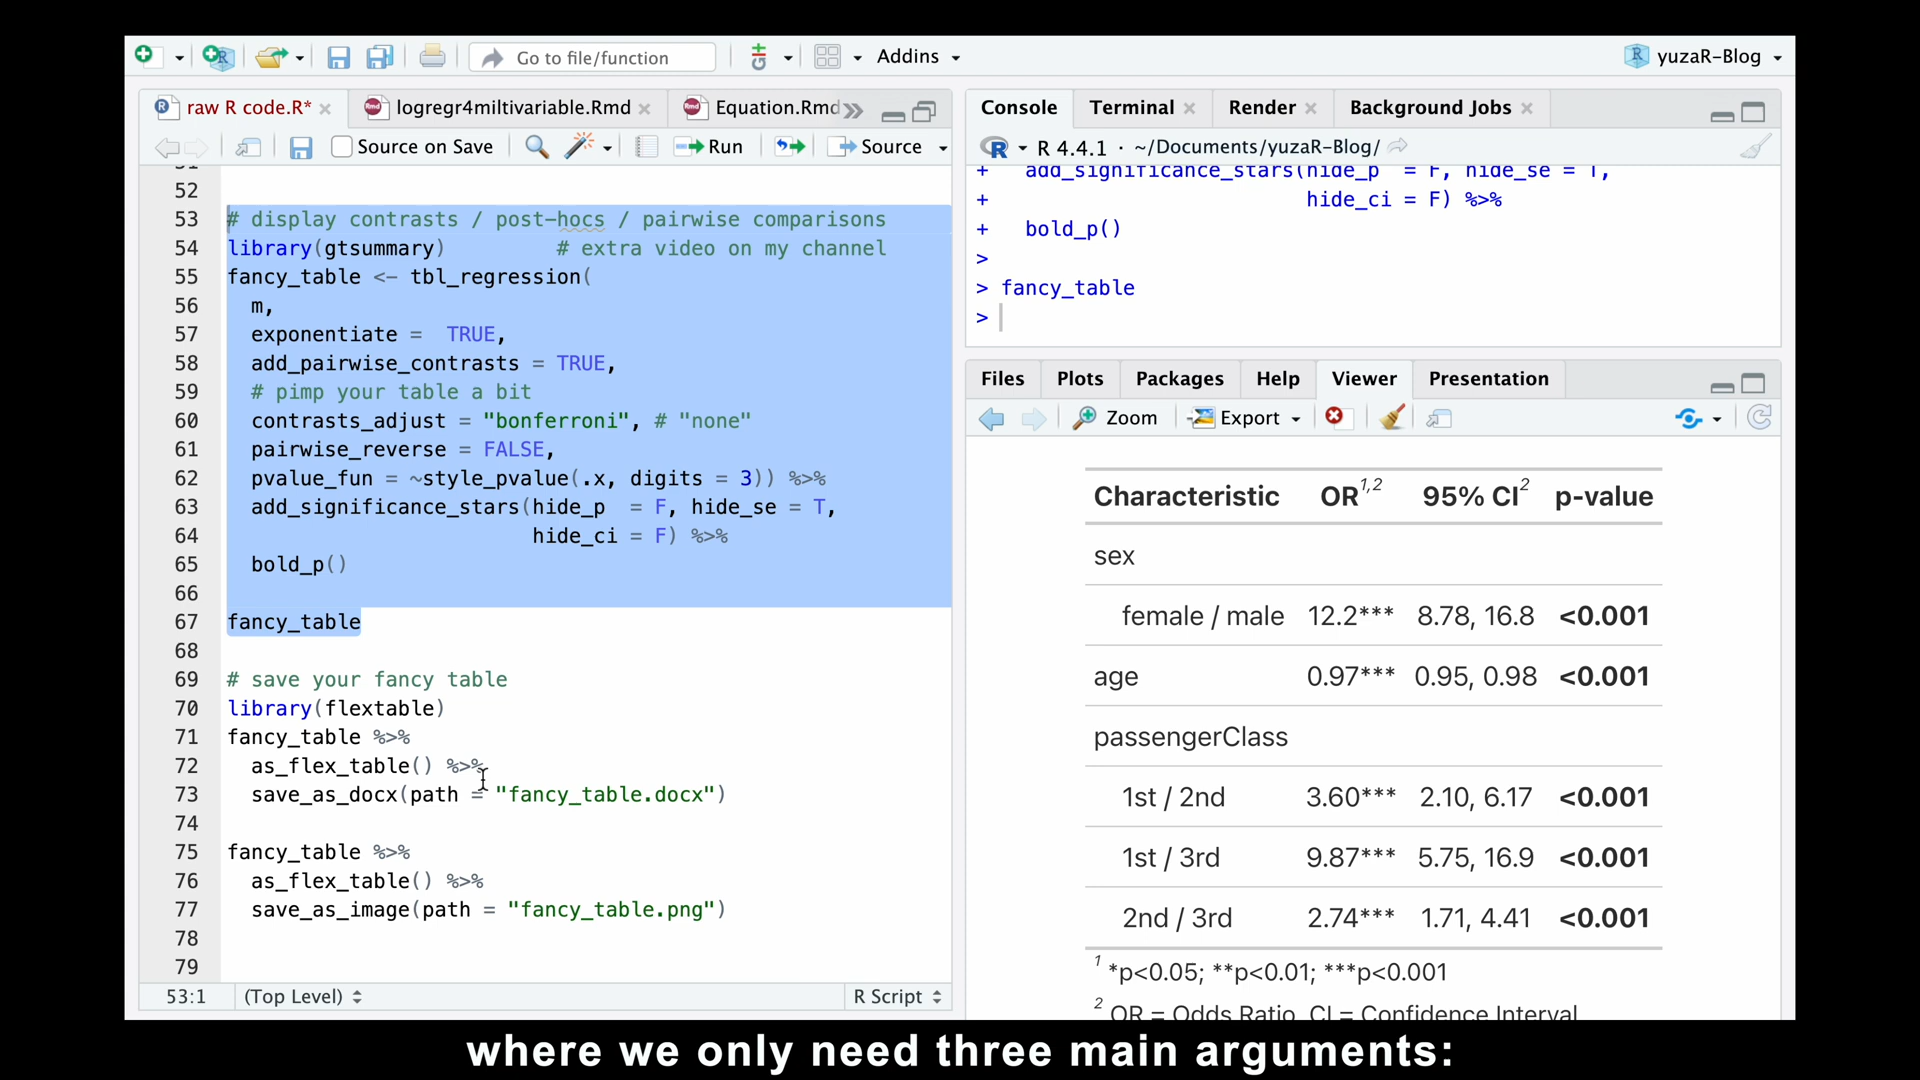 Go to file/function
Addins
yuzaR-Blog
raw R code.R*
logregr4miltivariable.Rmd
Equation.Rmd
Source on Save
Run
Source
52
53 # display contrasts / post-hocs / pairwise comparisons
54 library(gtsummary) # extra video on my channel
55 fancy_table <- tbl_regression(
56 m,
57 exponentiate = TRUE,
58 add_pairwise_contrasts = TRUE,
59 # pimp your table a bit
60 contrasts_adjust = "bonferroni", # "none"
61 pairwise_reverse = FALSE,
62 pvalue_fun = ~style_pvalue(.x, digits = 3)) %>%
63 add_significance_stars(hide_p = F, hide_se = T,
64 hide_ci = F) %>%
65 bold_p()
66
67 fancy_table
68
69 # save your fancy table
70 library(flextable)
71 fancy_table %>%
72 as_flex_table() %>%
73 save_as_docx(path = "fancy_table.docx")
74
75 fancy_table %>%
76 as_flex_table() %>%
77 save_as_image(path = "fancy_table.png")
78
79
53:1 (Top Level) R Script
Console Terminal Render Background Jobs
R 4.4.1 · ~/Documents/yuzaR-Blog/
+ add_significance_stars(hide_p = F, hide_se = T,
+ hide_ci = F) %>%
+ bold_p()
>
> fancy_table
>
Files Plots Packages Help Viewer Presentation
Zoom Export
Characteristic OR1,2 95% CI2 p-value
sex
female / male 12.2*** 8.78, 16.8 <0.001
age 0.97*** 0.95, 0.98 <0.001
passengerClass
1st / 2nd 3.60*** 2.10, 6.17 <0.001
1st / 3rd 9.87*** 5.75, 16.9 <0.001
2nd / 3rd 2.74*** 1.71, 4.41 <0.001
1 *p<0.05; **p<0.01; ***p<0.001
2 OR = Odds Ratio, CI = Confidence Interval
where we only need three main arguments: